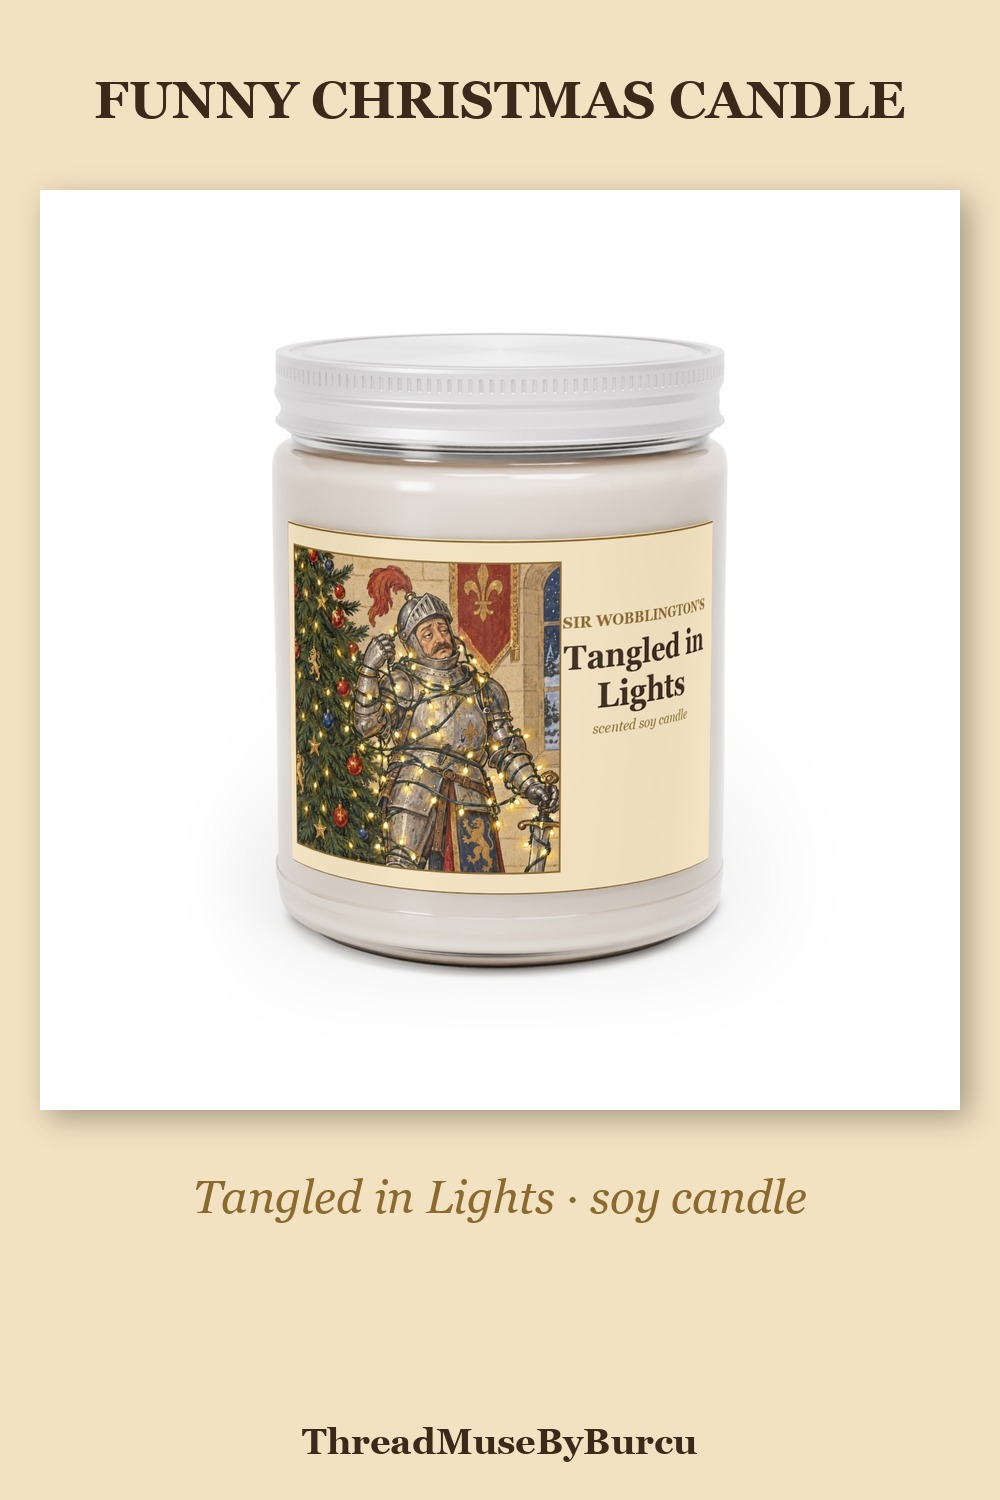 FUNNY CHRISTMAS CANDLE
SIR WOBBLINGTON'S
Tangled in
Lights
scented soy candle
Tangled in Lights · soy candle
ThreadMuseByBurcu